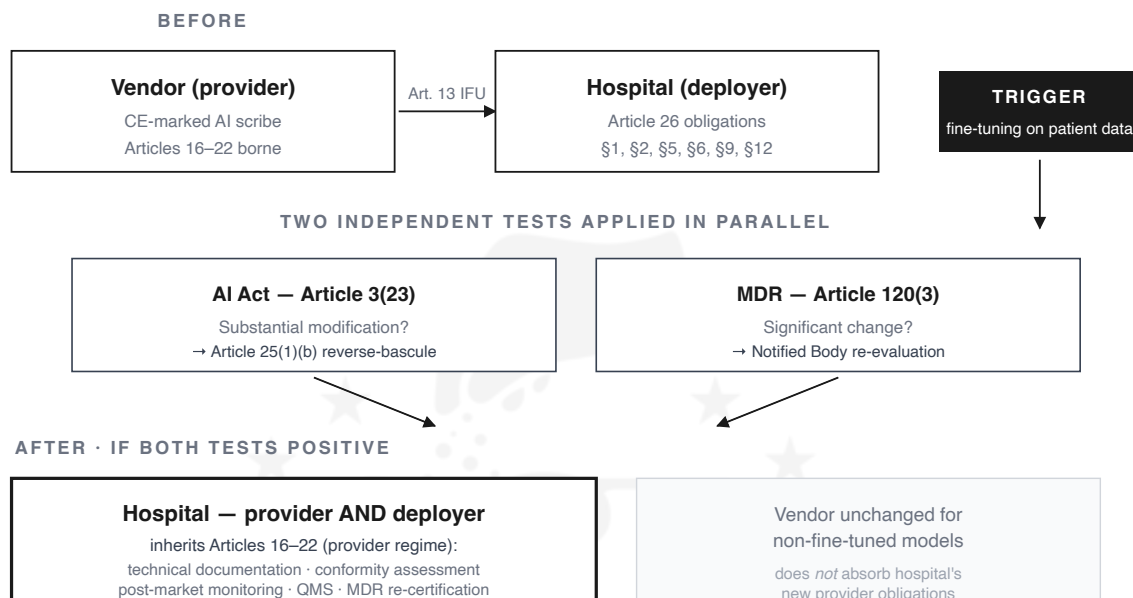 BEFORE
Vendor (provider)
CE-marked AI scribe
Articles 16–22 borne
Art. 13 IFU
Hospital (deployer)
Article 26 obligations
§1, §2, §5, §6, §9, §12
TRIGGER
fine-tuning on patient data
TWO INDEPENDENT TESTS APPLIED IN PARALLEL
AI Act — Article 3(23)
Substantial modification?
→ Article 25(1)(b) reverse-bascule
MDR — Article 120(3)
Significant change?
→ Notified Body re-evaluation
AFTER · IF BOTH TESTS POSITIVE
Hospital — provider AND deployer
inherits Articles 16–22 (provider regime):
technical documentation · conformity assessment
post-market monitoring · QMS · MDR re-certification
Vendor unchanged for
non-fine-tuned models
does not absorb hospital's
new provider obligations